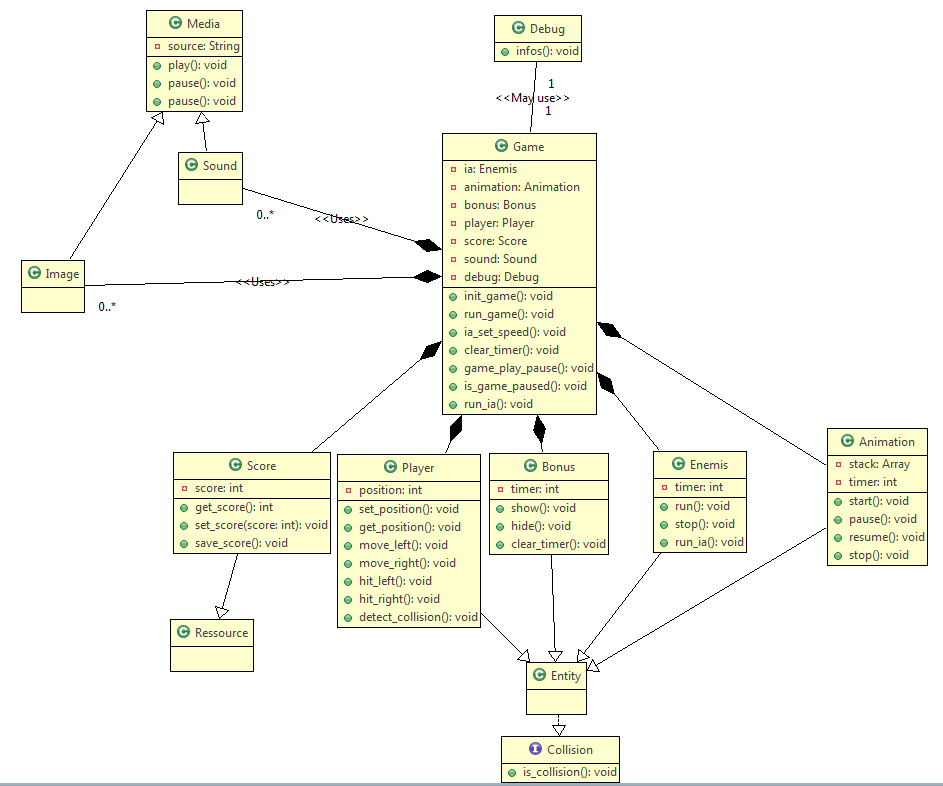 C Media
source: String
play(): void
pause(): void
pause(): void
C Debug
infos(): void
1
<<May use>>
1
C Sound
0..*
<<Uses>>
C Image
0..*
<<Uses>>
C Game
ia: Enemis
animation: Animation
bonus: Bonus
player: Player
score: Score
sound: Sound
debug: Debug
init_game(): void
run_game(): void
ia_set_speed(): void
clear_timer(): void
game_play_pause(): void
is_game_paused(): void
run_ia(): void
C Score
score: int
get_score(): int
set_score(score: int): void
save_score(): void
C Player
position: int
set_position(): void
get_position(): void
move_left(): void
move_right(): void
hit_left(): void
hit_right(): void
detect_collision(): void
C Bonus
timer: int
show(): void
hide(): void
clear_timer(): void
C Enemis
timer: int
run(): void
stop(): void
run_ia(): void
C Animation
stack: Array
timer: int
start(): void
pause(): void
resume(): void
stop(): void
C Ressource
C Entity
I Collision
is_collision(): void